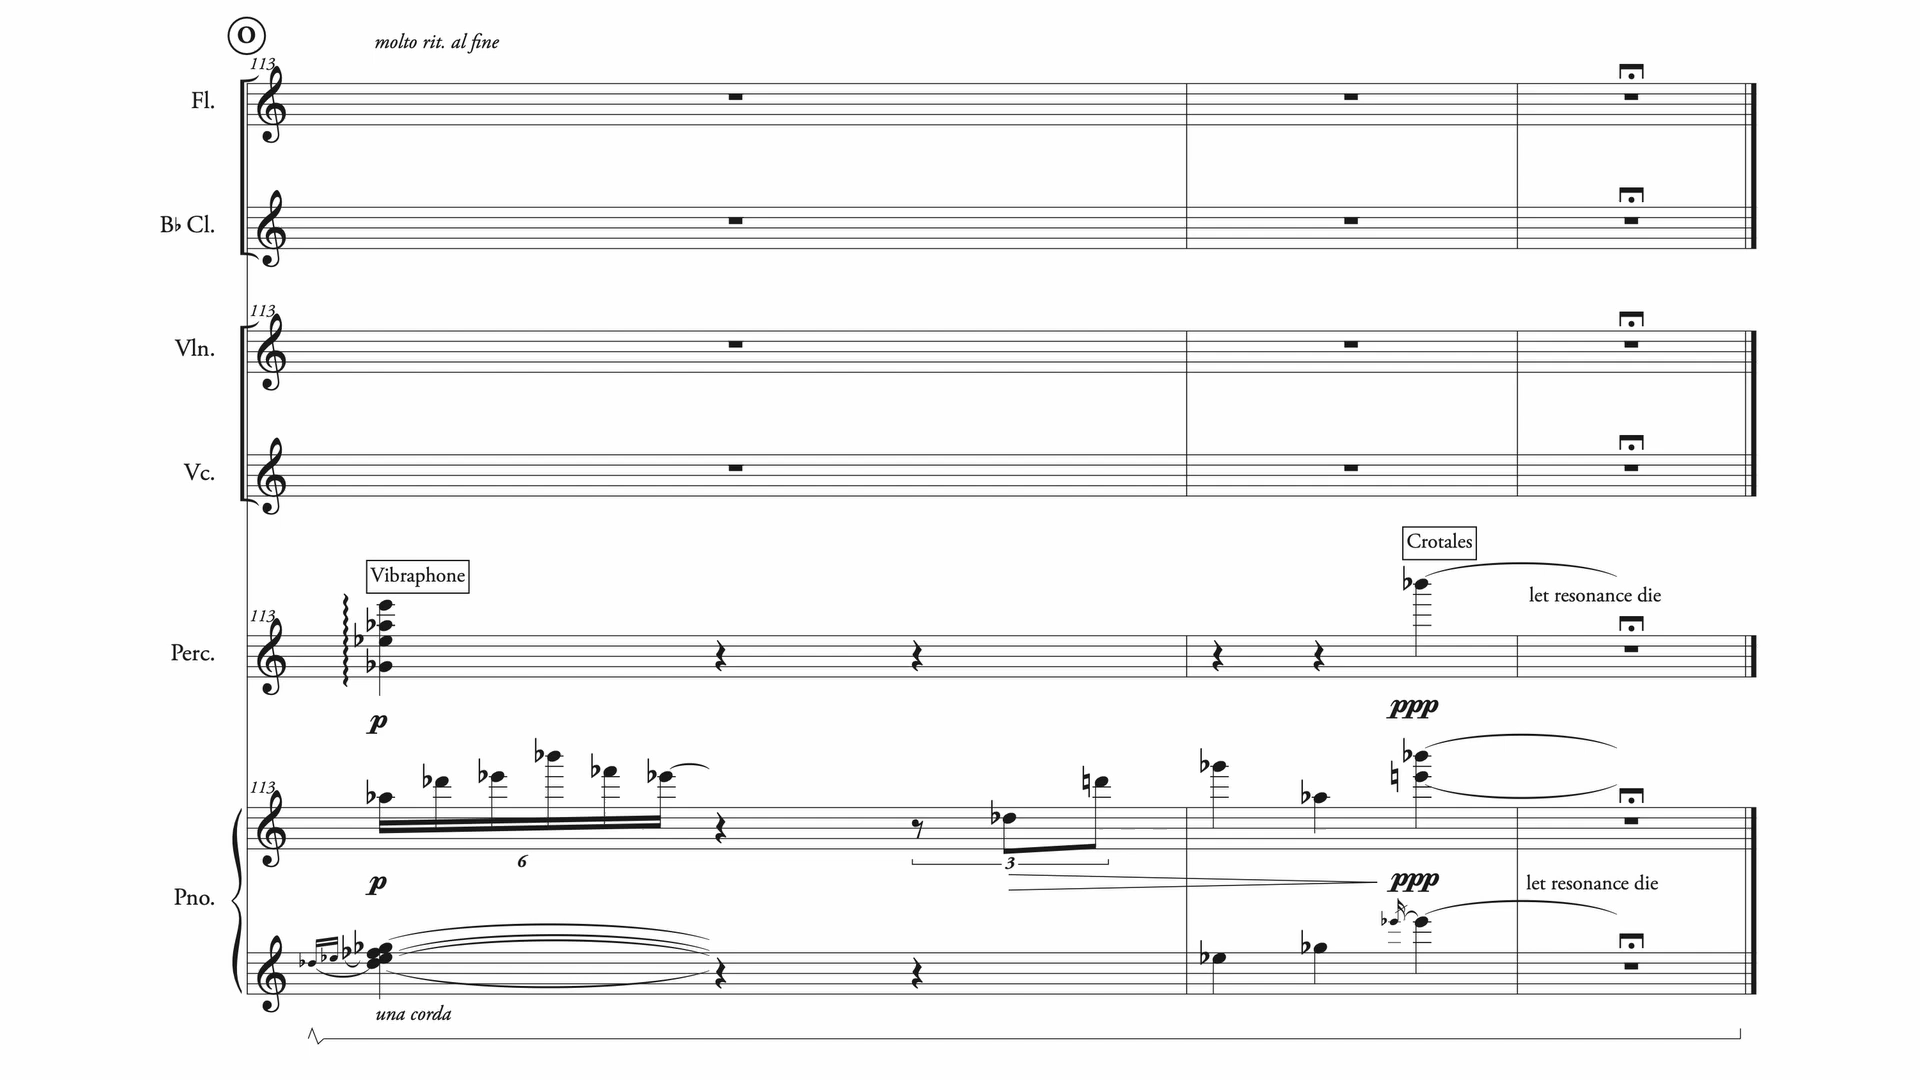 O
molto rit. al fine
113
Fl.
B♭ Cl.
113
Vln.
Vc.
Crotales
Vibraphone
let resonance die
113
Perc.
ppp
p
113
6
3
p
ppp
let resonance die
Pno.
una corda